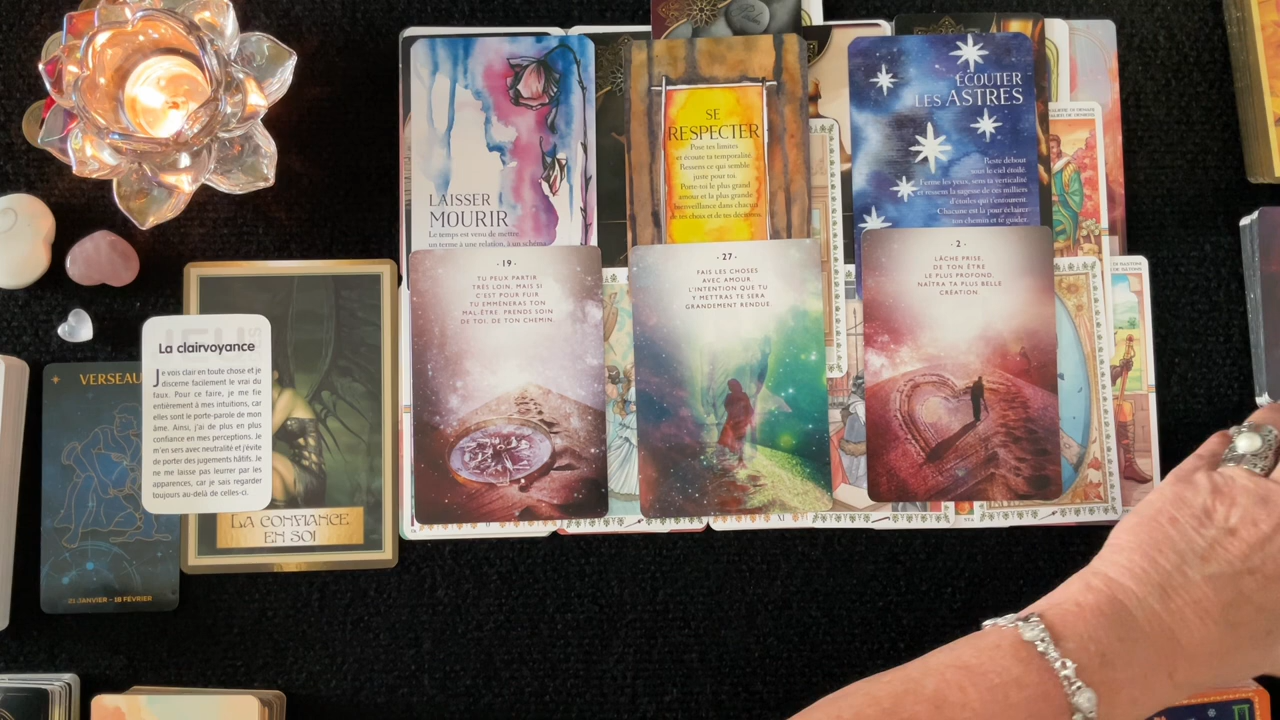 LAISSER
MOURIR
Le temps est venu de mettre
un terme à une relation, à un schéma
SE
RESPECTER
Pose tes limites
et écoute ta temporalité.
Ressens ce qui semble
juste pour toi.
Porte-toi le plus grand
amour et la plus grande
bienveillance dans chacun
de tes choix et de tes décisions.
ÉCOUTER
LES ASTRES
Reste debout
sous le ciel étoilé.
Ferme les yeux, sens ta verticalité
et ressens la sagesse de ces milliers
d'étoiles qui t'entourent.
Chacune est là pour éclairer
ton chemin et te guider.
- 19 -
TU PEUX PARTIR
TRÈS LOIN, MAIS SI
C'EST POUR FUIR
TU EMMÈNERAS TON
MAL-ÊTRE. PRENDS SOIN
DE TOI, DE TON CHEMIN.
- 27 -
FAIS LES CHOSES
AVEC AMOUR
L'INTENTION QUE TU
Y METTRAS TE SERA
GRANDEMENT RENDUE.
- 2 -
LÂCHE PRISE,
DE TON ÊTRE
LE PLUS PROFOND,
NAÎTRA TA PLUS BELLE
CRÉATION.
VERSEAU
21 JANVIER - 18 FÉVRIER
La clairvoyance
Je vois clair en toute chose et je
discerne facilement le vrai du
faux. Pour ce faire, je me fie
entièrement à mes intuitions, car
elles sont le porte-parole de mon
âme. Ainsi, j'ai de plus en plus
confiance en mes perceptions. Je
m'en sers avec neutralité et j'évite
de porter des jugements hâtifs. Je
ne me laisse pas leurrer par les
apparences, car je sais regarder
toujours au-delà de celles-ci.
LA CONFIANCE
EN SOI
XI